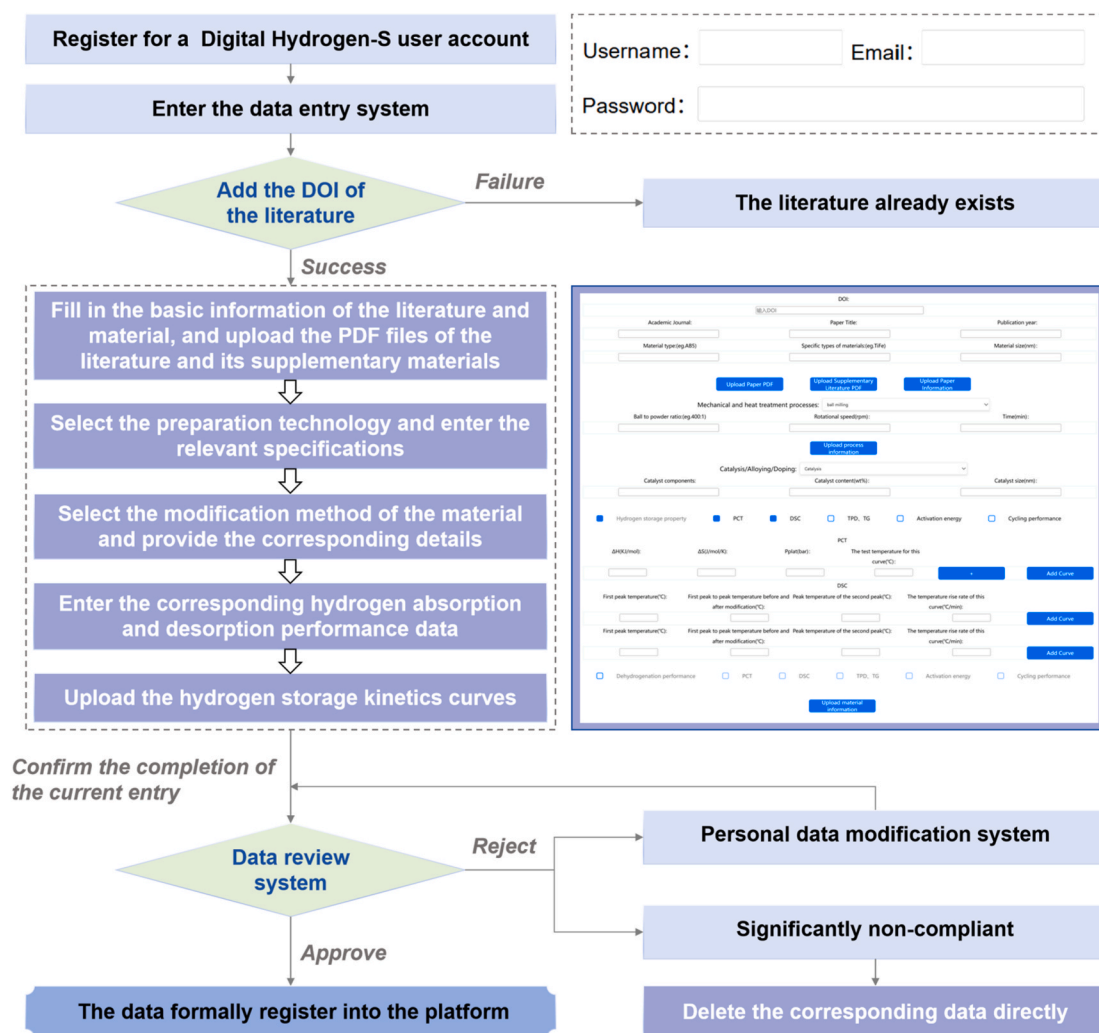 Register for a Digital Hydrogen-S user account
Username：
Email：
Password：
Enter the data entry system
Add the DOI of
the literature
Failure
The literature already exists
Success
Fill in the basic information of the literature and
material, and upload the PDF files of the
literature and its supplementary materials
Select the preparation technology and enter the
relevant specifications
Select the modification method of the material
and provide the corresponding details
Enter the corresponding hydrogen absorption
and desorption performance data
Upload the hydrogen storage kinetics curves
DOI:
输入DOI
Academic Journal:
Paper Title:
Publication year:
Material type:(eg.AB5)
Specific types of materials:(eg.TiFe)
Material size(nm):
Upload Paper PDF
Upload Supplementary
Literature PDF
Upload Paper
Information
Mechanical and heat treatment processes:
ball milling
Ball to powder ratio:(eg.400:1)
Rotational speed(rpm):
Time(min):
Upload process
information
Catalysis/Alloying/Doping:
Catalysis
Catalyst components:
Catalyst content(wt%):
Catalyst size(nm):
Hydrogen storage property
PCT
DSC
TPD、TG
Activation energy
Cycling performance
PCT
ΔH(KJ/mol):
ΔS(J/mol/K):
Pplat(bar):
The test temperature for this
curve(℃):
+
Add Curve
DSC
First peak temperature(℃):
First peak to peak temperature before and
after modification(℃):
Peak temperature of the second peak(℃):
The temperature rise rate of this
curve(℃/min):
Add Curve
First peak temperature(℃):
First peak to peak temperature before and
after modification(℃):
Peak temperature of the second peak(℃):
The temperature rise rate of this
curve(℃/min):
Add Curve
Dehydrogenation performance
PCT
DSC
TPD、TG
Activation energy
Cycling performance
Upload material
information
Confirm the completion of
the current entry
Data review
system
Reject
Personal data modification system
Significantly non-compliant
Approve
The data formally register into the platform
Delete the corresponding data directly